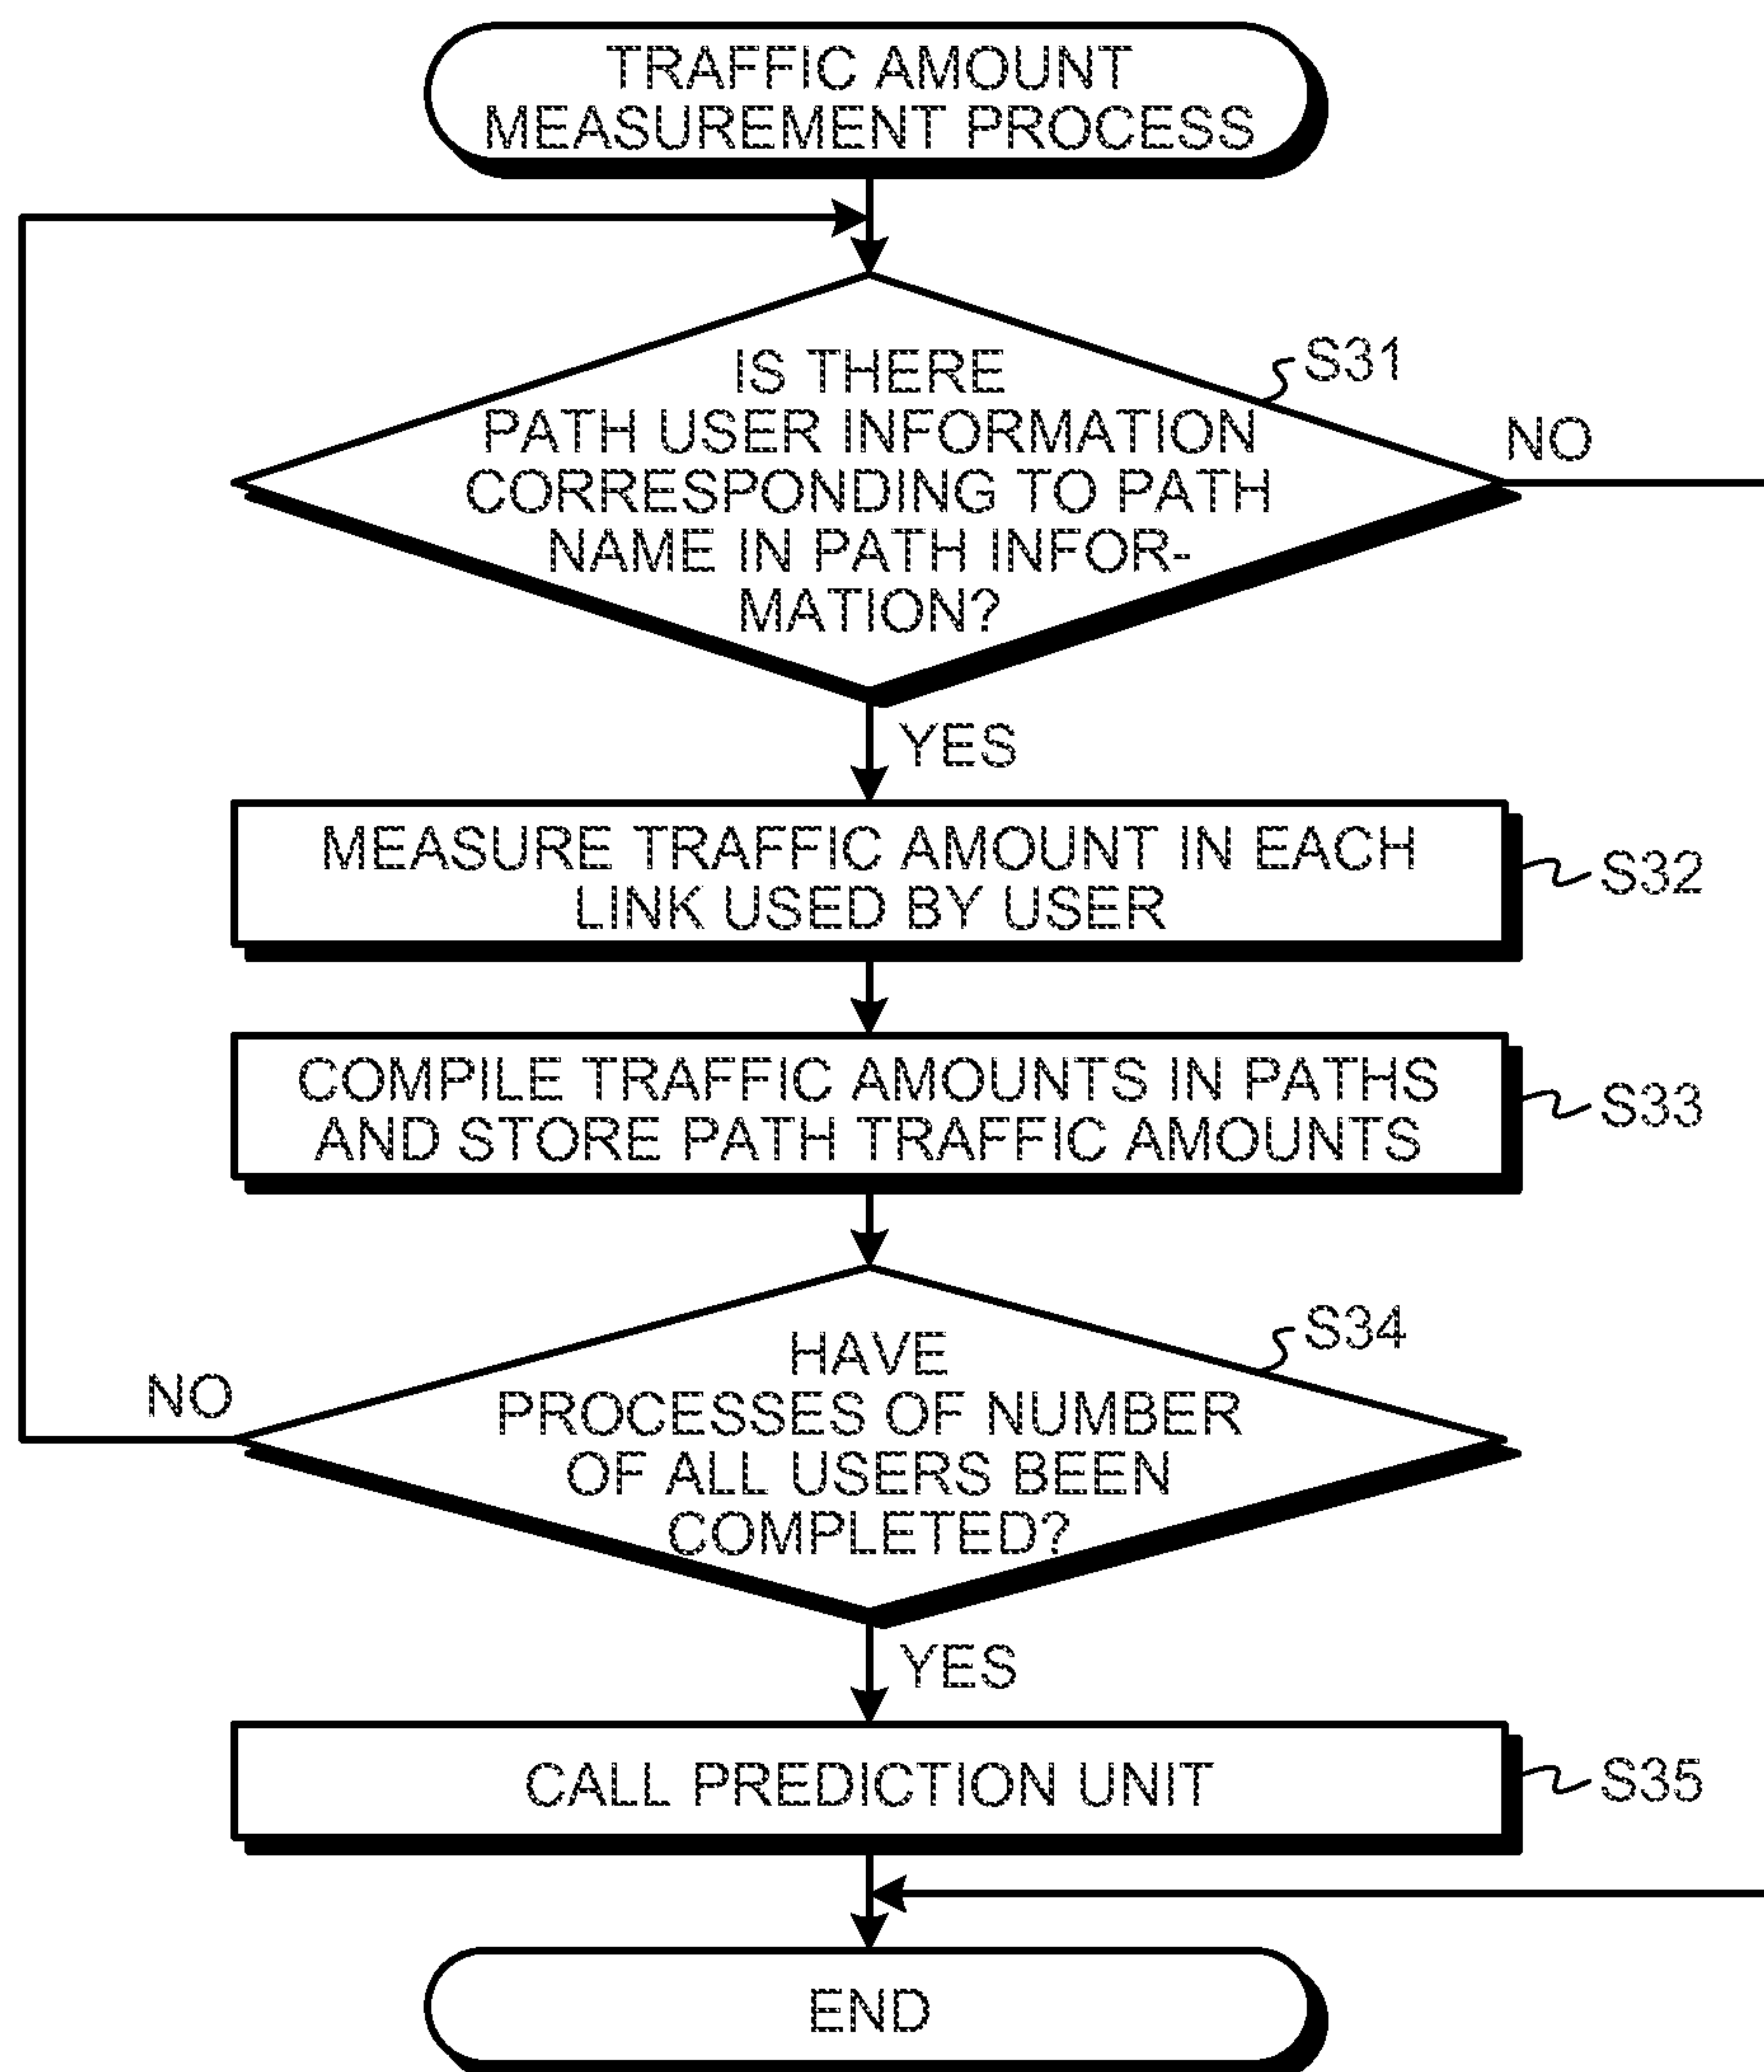 TRAFFIC AMOUNT
MEASUREMENT PROCESS
IS THERE
PATH USER INFORMATION
CORRESPONDING TO PATH
NAME IN PATH INFOR-
MATION?
S31
NO
YES
MEASURE TRAFFIC AMOUNT IN EACH
LINK USED BY USER
S32
COMPILE TRAFFIC AMOUNTS IN PATHS
AND STORE PATH TRAFFIC AMOUNTS
S33
HAVE
PROCESSES OF NUMBER
OF ALL USERS BEEN
COMPLETED?
S34
NO
YES
CALL PREDICTION UNIT
S35
END